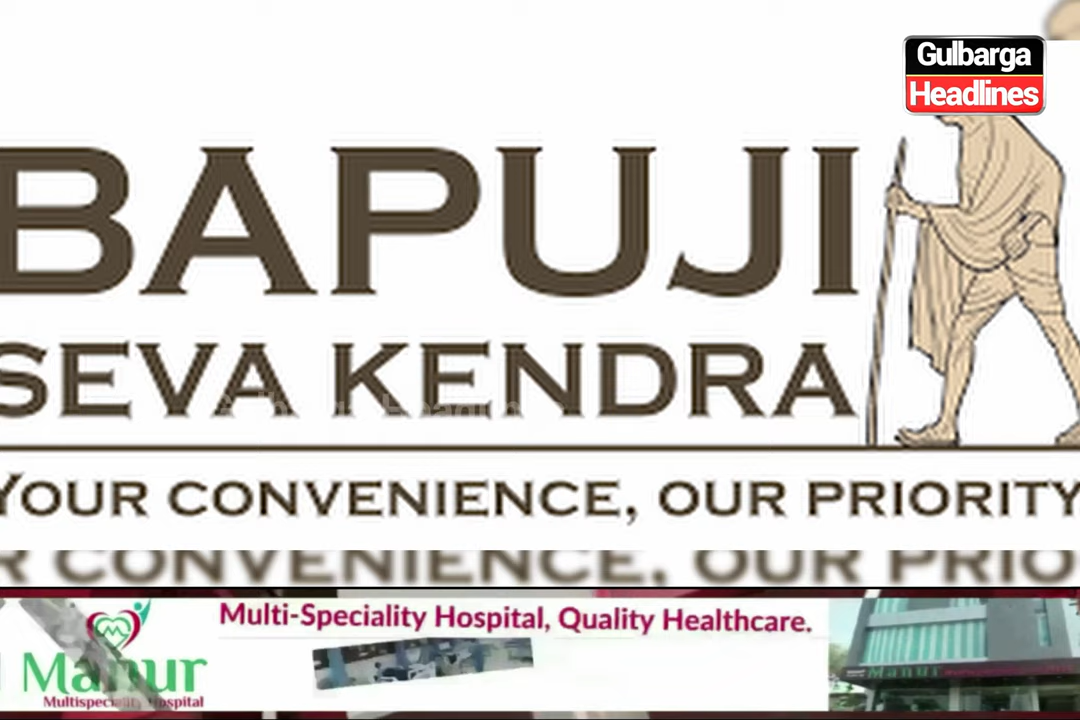 Gulbarga
Headlines
BAPUJI
SEVA KENDRA
YOUR CONVENIENCE, OUR PRIORITY
R CONVENIENCE, OUR PRIO
Multi-Speciality Hospital, Quality Healthcare.
Manur
Multispeciality Hospital
Manur